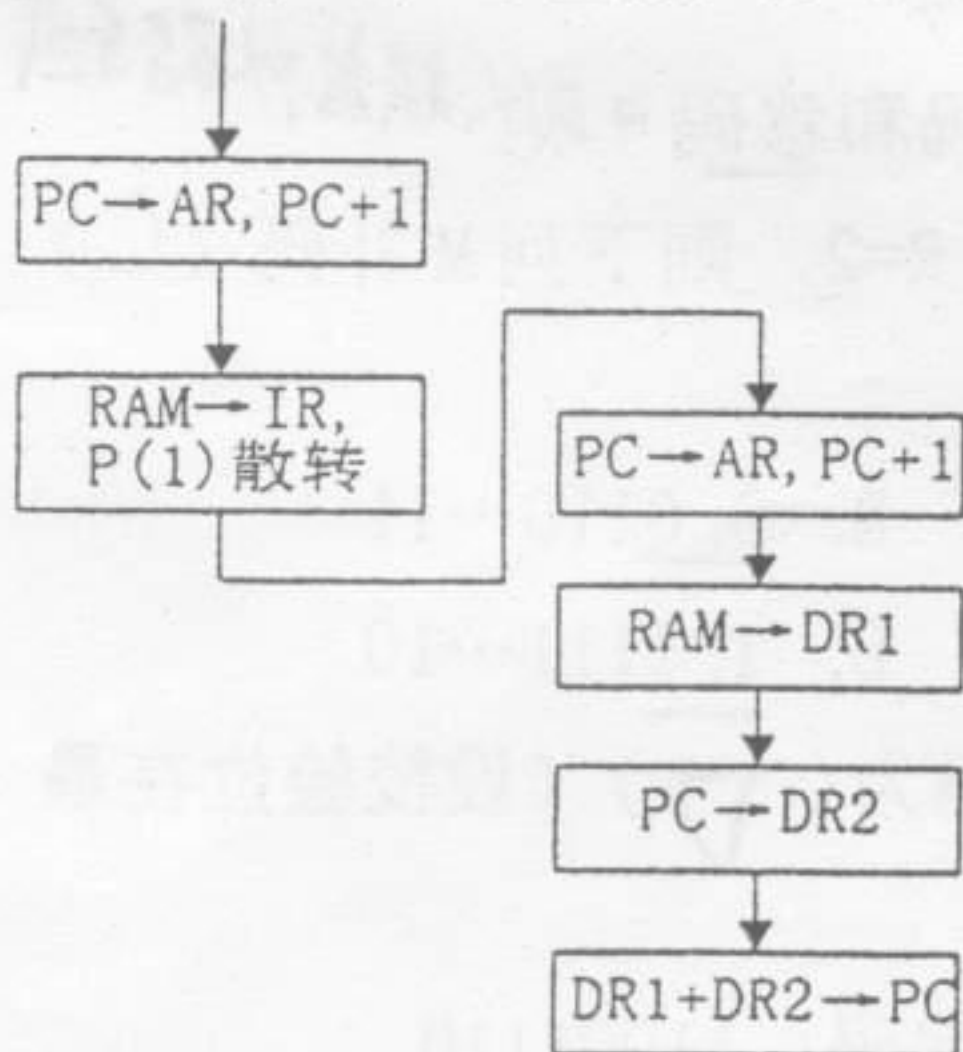 PC→AR, PC+1
RAM→IR,
P(1)散转
PC→AR, PC+1
RAM→DR1
PC→DR2
DR1+DR2→PC